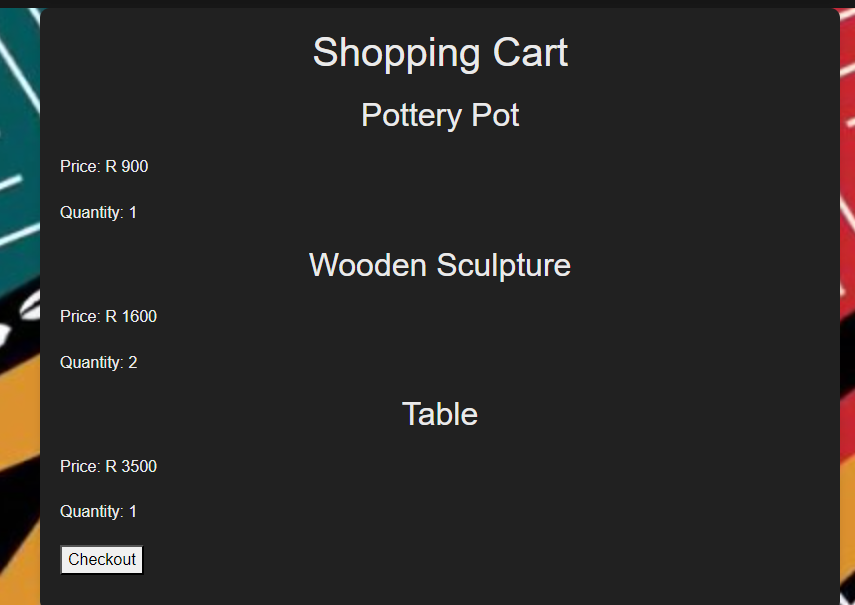 Shopping Cart
Pottery Pot
Price: R 900
Quantity: 1
Wooden Sculpture
Price: R 1600
Quantity: 2
Table
Price: R 3500
Quantity: 1
Checkout